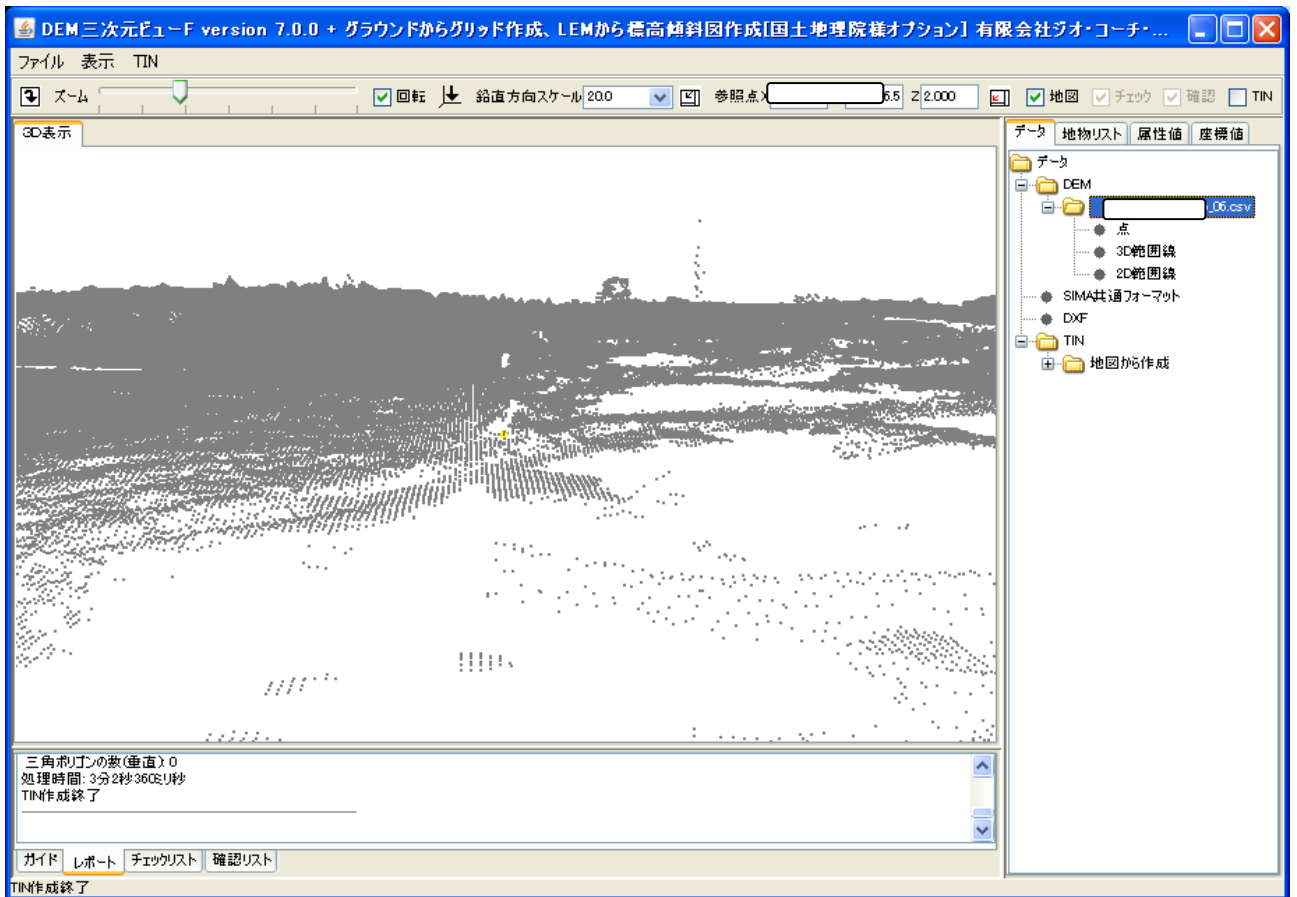 DEM三次元ビューF version 7.0.0 + グラウンドからグリッド作成、LEMから標高傾斜図作成[国土地理院様オプション] 有限会社ジオ・コーチ・...
ファイル 表示 TIN
ズーム 回転 鉛直方向スケール 20.0 参照点X 5.5 Z 2.000 地図 チェック 確認 TIN
3D表示
データ 地物リスト 属性値 座標値
データ
DEM
_06.csv
点
3D範囲線
2D範囲線
SIMA共通フォーマット
DXF
TIN
地図から作成
三角ポリゴンの数(垂直): 0
処理時間: 3分2秒360ミリ秒
TIN作成終了
ガイド レポート チェックリスト 確認リスト
TIN作成終了